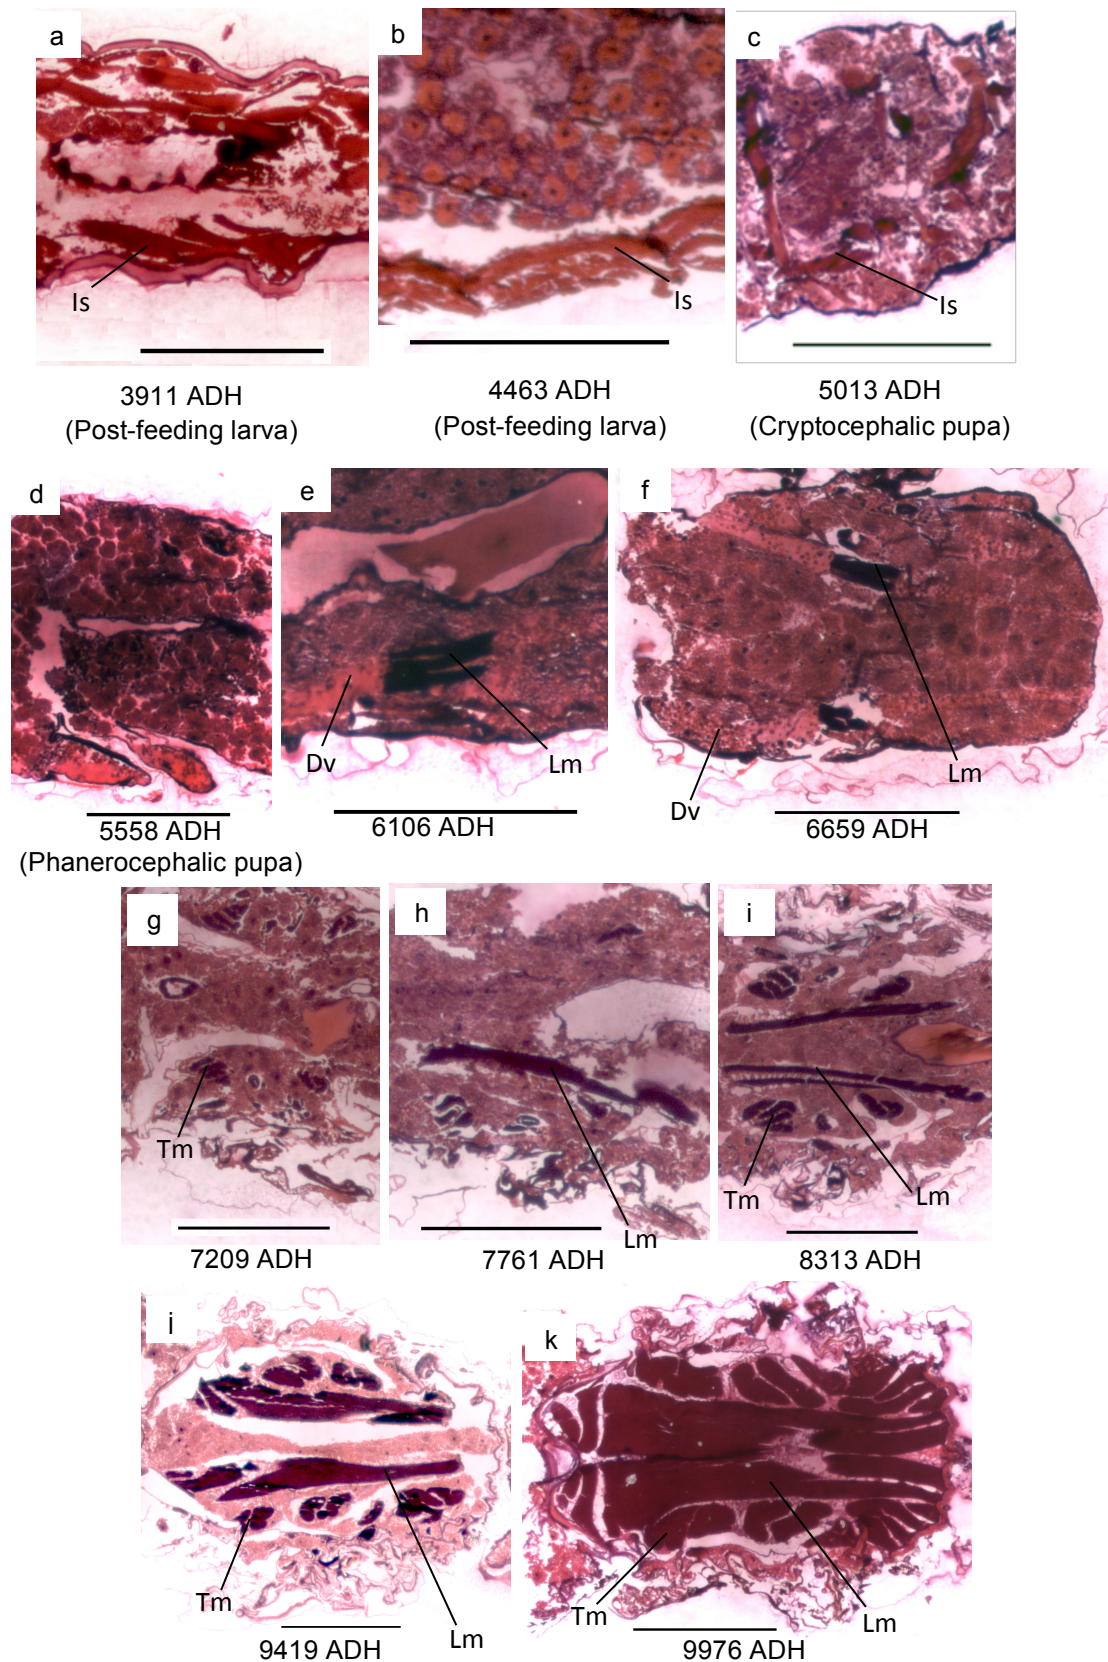 a
b
c
Is
Is
Is
3911 ADH
(Post-feeding larva)
4463 ADH
(Post-feeding larva)
5013 ADH
(Cryptocephalic pupa)
d
e
f
Dv
Lm
Dv
Lm
5558 ADH
(Phanerocephalic pupa)
6106 ADH
6659 ADH
g
h
i
Tm
Lm
Tm
Lm
7209 ADH
7761 ADH
8313 ADH
j
k
Tm
Lm
Tm
Lm
9419 ADH
9976 ADH